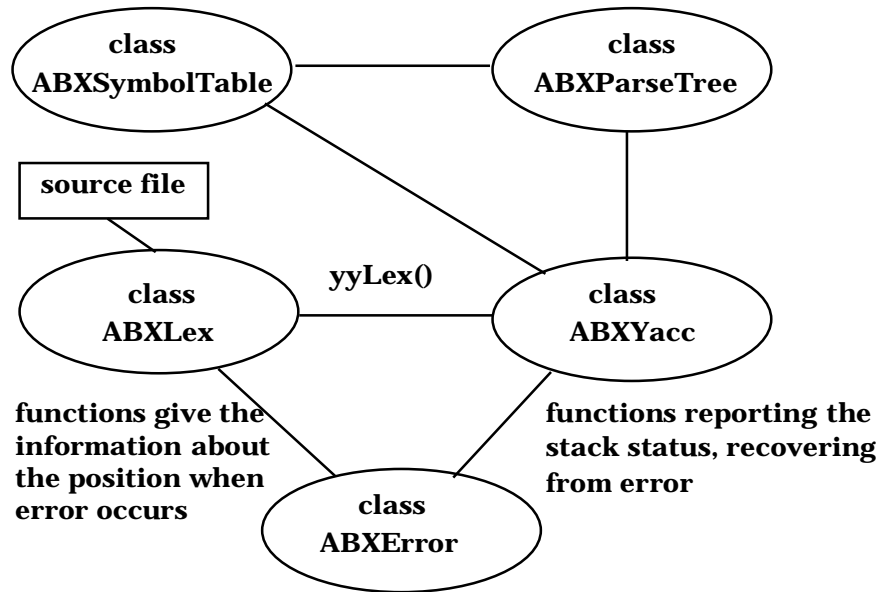 class
ABXSymbolTable
class
ABXParseTree
source file
class
ABXLex
yyLex()
class
ABXYacc
functions give the
information about
the position when
error occurs
functions reporting the
stack status, recovering
from error
class
ABXError